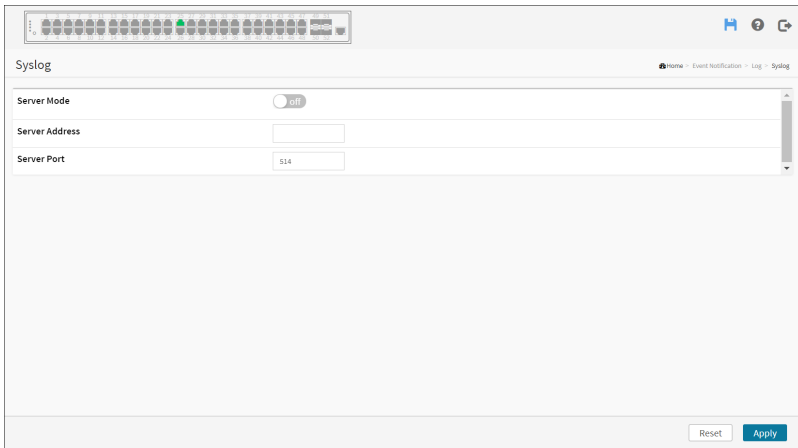 Syslog
Home > Event Notification > Log > Syslog
Server Mode
off
Server Address
Server Port
514
Reset
Apply